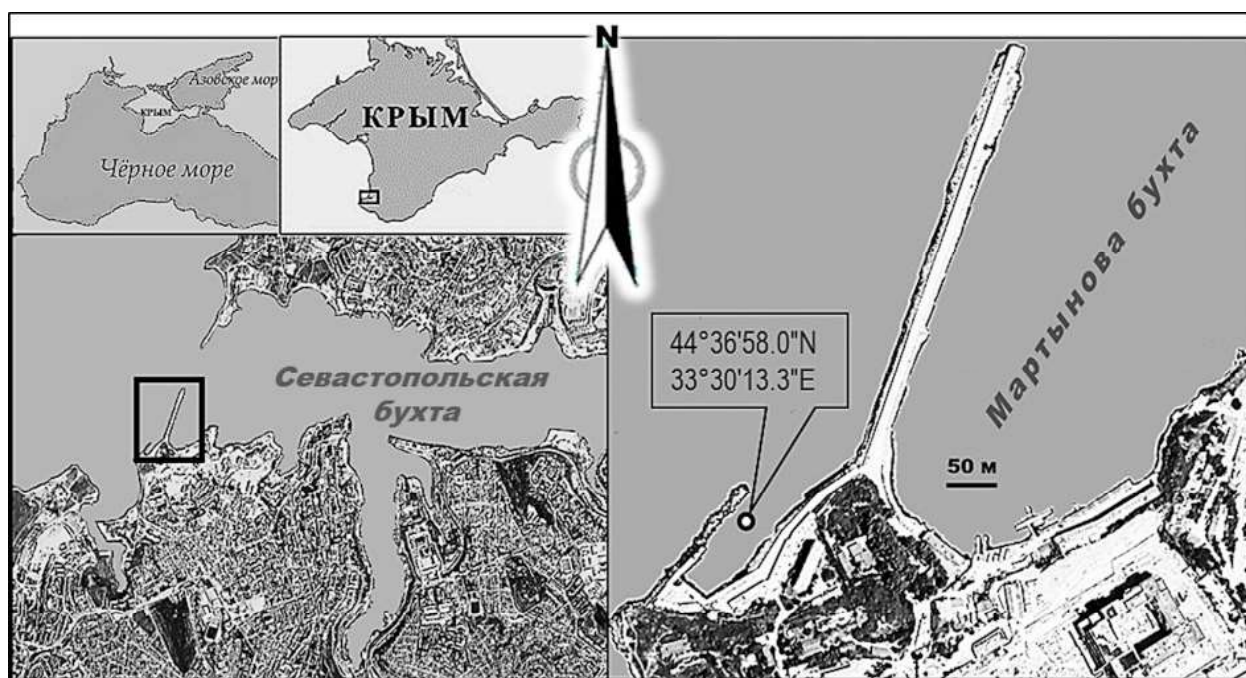 Азовское мор
КРЫМ
Чёрное море
КРЫМ
N
Севастопольская
бухта
44°36'58.0"N
33°30'13.3"E
Мартынова бухта
50 м